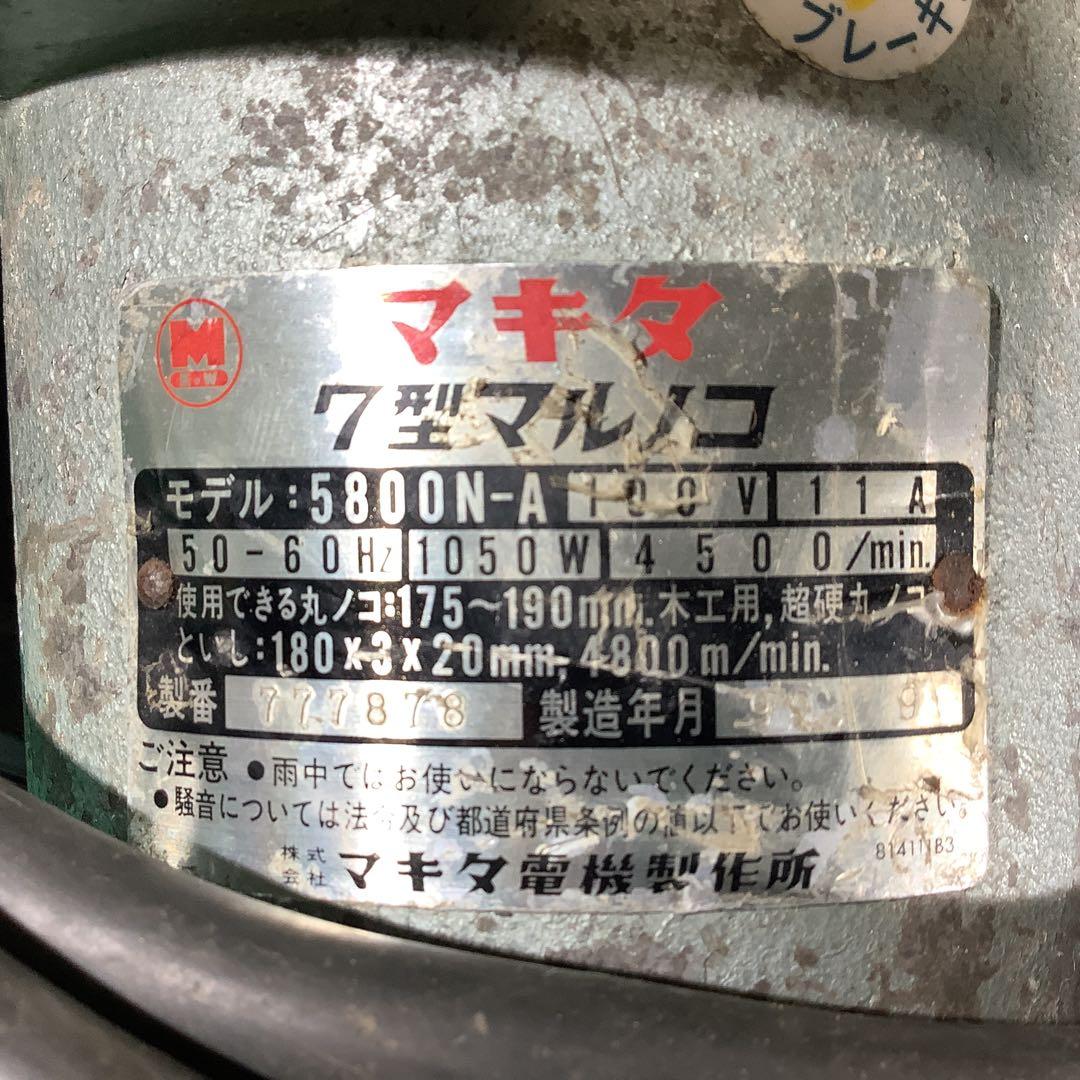 ブレーキ
M
E.W
マキタ
7型マルノコ
モデル:5800N-A 100V 11A
50-60Hz 1050W 4500/min.
使用できる丸ノコ:175~190mm.木工用,超硬丸ノコ
といし:180×3×20mm,4800m/min.
製番 777878 製造年月 9
ご注意 ●雨中ではお使いにならないでください。
●騒音については法令及び都道府県条例の値以下でお使いください。
株式会社 マキタ電機製作所
814111B3